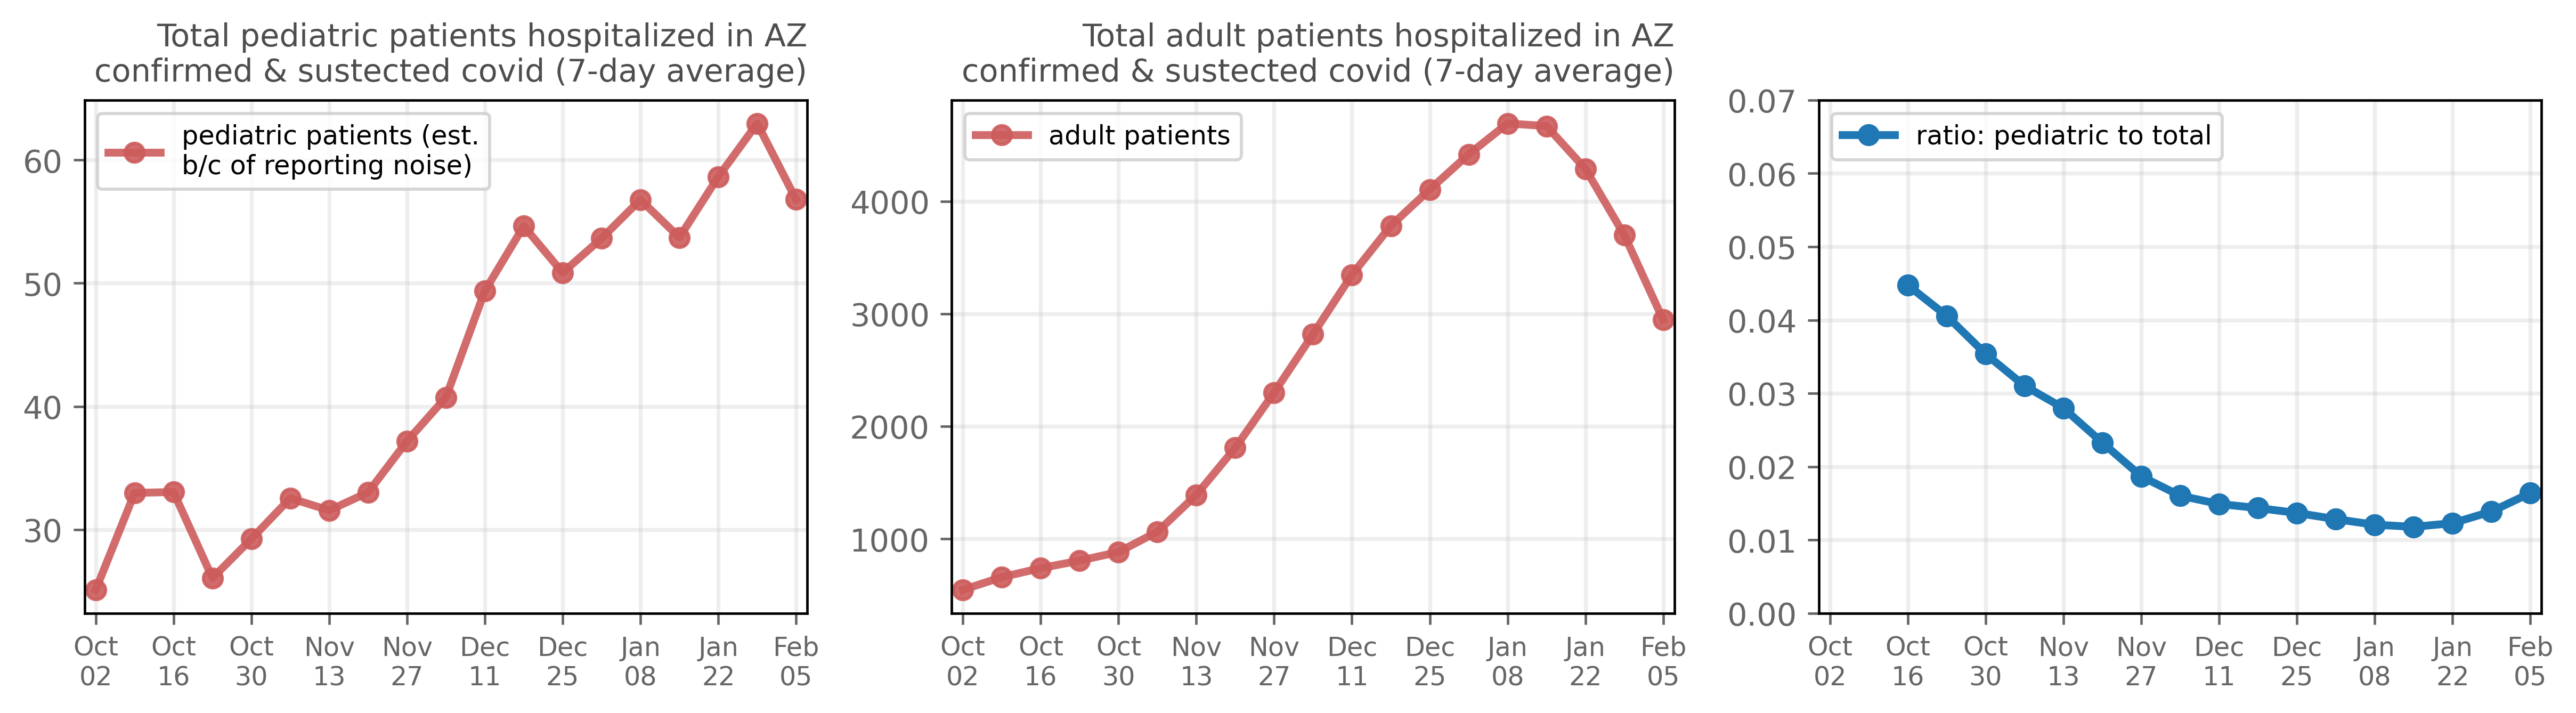 Total pediatric patients hospitalized in AZ
confirmed & sustected covid (7-day average)
pediatric patients (est.
b/c of reporting noise)
60
50
40
30
Oct Oct Oct Nov Nov Dec Dec Jan Jan Feb
02 16 30 13 27 11 25 08 22 05
Total adult patients hospitalized in AZ
confirmed & sustected covid (7-day average)
adult patients
4000
3000
2000
1000
Oct Oct Oct Nov Nov Dec Dec Jan Jan Feb
02 16 30 13 27 11 25 08 22 05
ratio: pediatric to total
0.07
0.06
0.05
0.04
0.03
0.02
0.01
0.00
Oct Oct Oct Nov Nov Dec Dec Jan Jan Feb
02 16 30 13 27 11 25 08 22 05